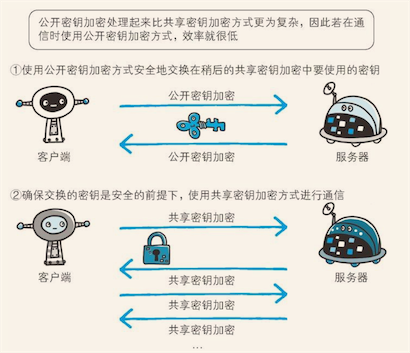 公开密钥加密处理起来比共享密钥加密方式更为复杂，因此若在通
信时使用公开密钥加密方式，效率就很低
①使用公开密钥加密方式安全地交换在稍后的共享密钥加密中要使用的密钥
公开密钥加密
公开密钥加密
客户端
服务器
②确保交换的密钥是安全的前提下，使用共享密钥加密方式进行通信
共享密钥加密
共享密钥加密
客户端
服务器
共享密钥加密
共享密钥加密
…